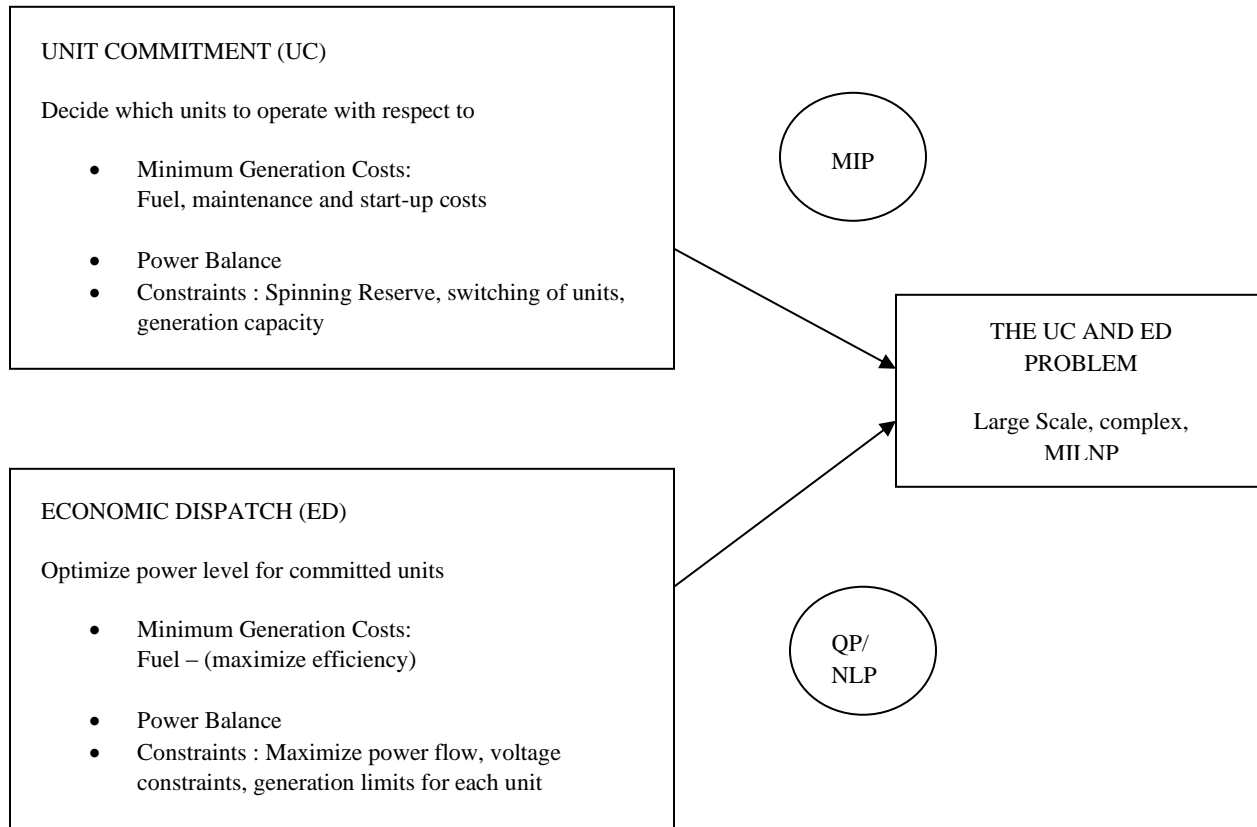 UNIT COMMITMENT (UC)
Decide which units to operate with respect to
• Minimum Generation Costs:
Fuel, maintenance and start-up costs
• Power Balance
• Constraints : Spinning Reserve, switching of units,
generation capacity
MIP
THE UC AND ED
PROBLEM
Large Scale, complex,
MILNP
ECONOMIC DISPATCH (ED)
Optimize power level for committed units
• Minimum Generation Costs:
Fuel – (maximize efficiency)
• Power Balance
• Constraints : Maximize power flow, voltage
constraints, generation limits for each unit
QP/
NLP